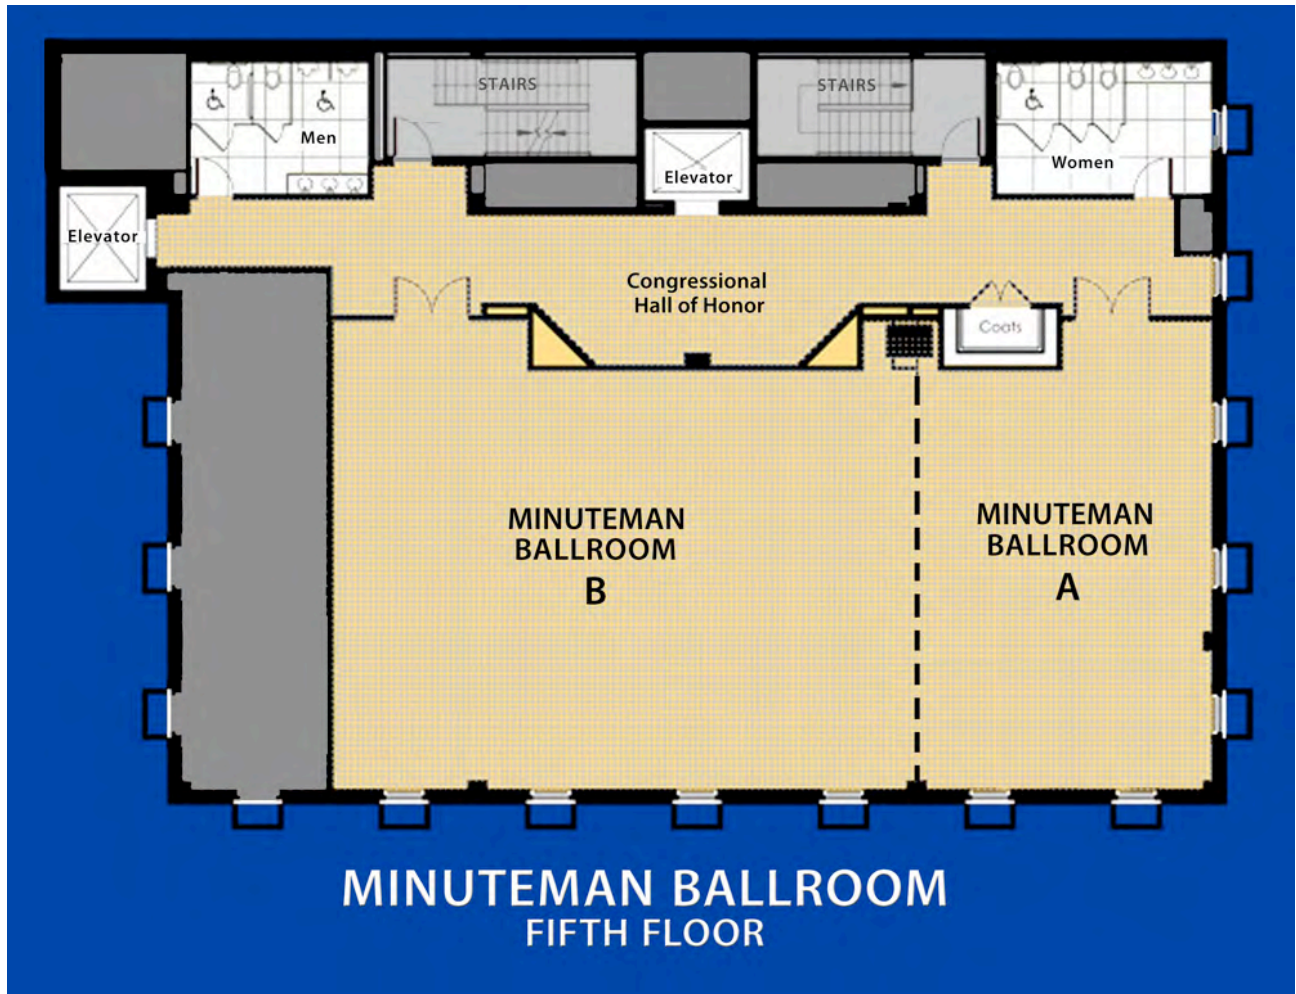 STAIRS
STAIRS
Men
Women
Elevator
Elevator
Congressional
Hall of Honor
Coats
MINUTEMAN
BALLROOM
B
MINUTEMAN
BALLROOM
A
MINUTEMAN BALLROOM
FIFTH FLOOR